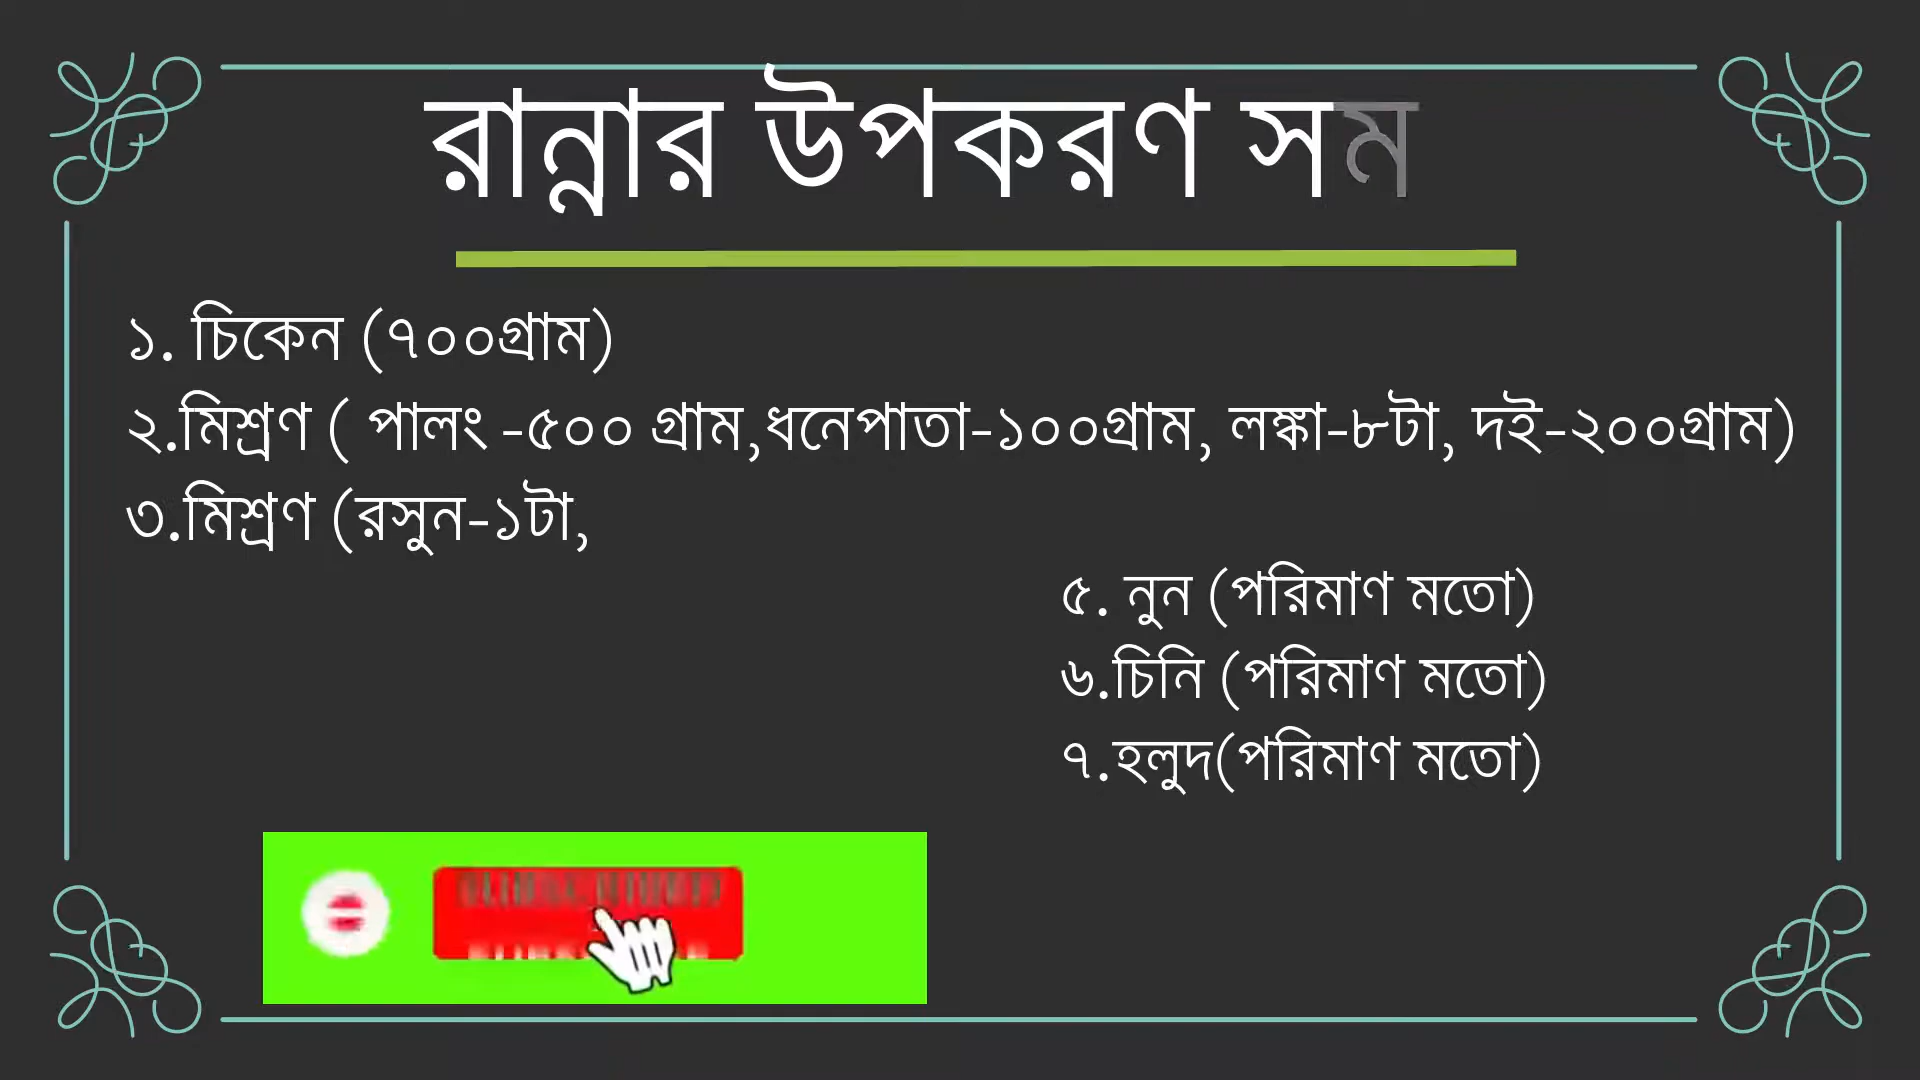 রান্নার উপকরণ সম
১. চিকেন (৭০০গ্রাম)
২.মিশ্রণ ( পালং -৫০০ গ্রাম,ধনেপাতা-১০০গ্রাম, লঙ্কা-৮টা, দই-২০০গ্রাম)
৩.মিশ্রণ (রসুন-১টা,
৫. নুন (পরিমাণ মতো)
৬.চিনি (পরিমাণ মতো)
৭.হলুদ(পরিমাণ মতো)